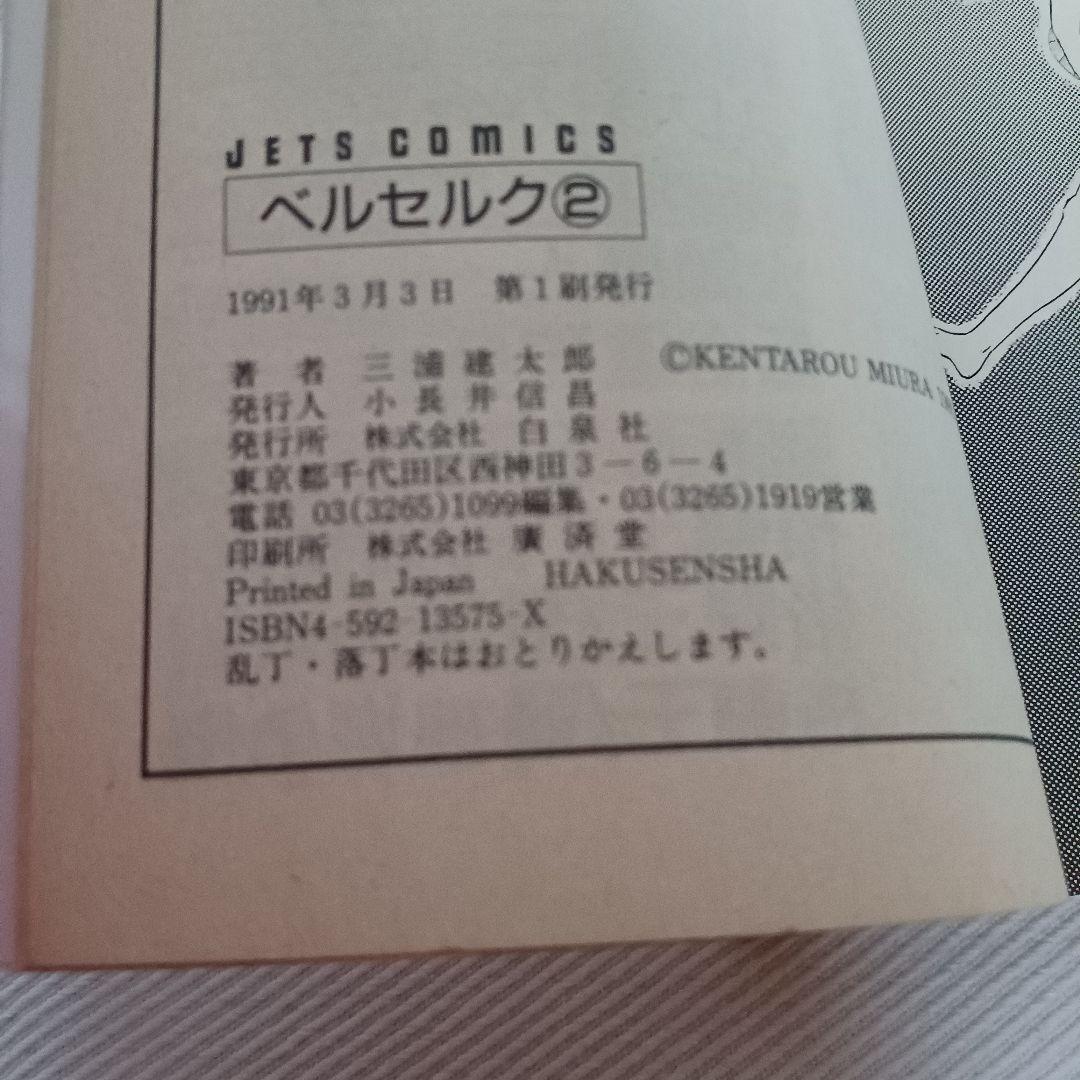 JETS COMICS
ベルセルク②
1991年3月3日 第1刷発行
著者 三浦建太郎 ©KENTAROU MIURA
発行人 小長井信昌
発行所 株式会社 白泉社
東京都千代田区西神田3-6-4
電話 03(3265)1099編集・03(3265)1919営業
印刷所 株式会社 廣済堂
Printed in Japan HAKUSENSHA
ISBN4-592-13575-X
乱丁・落丁本はおとりかえします。